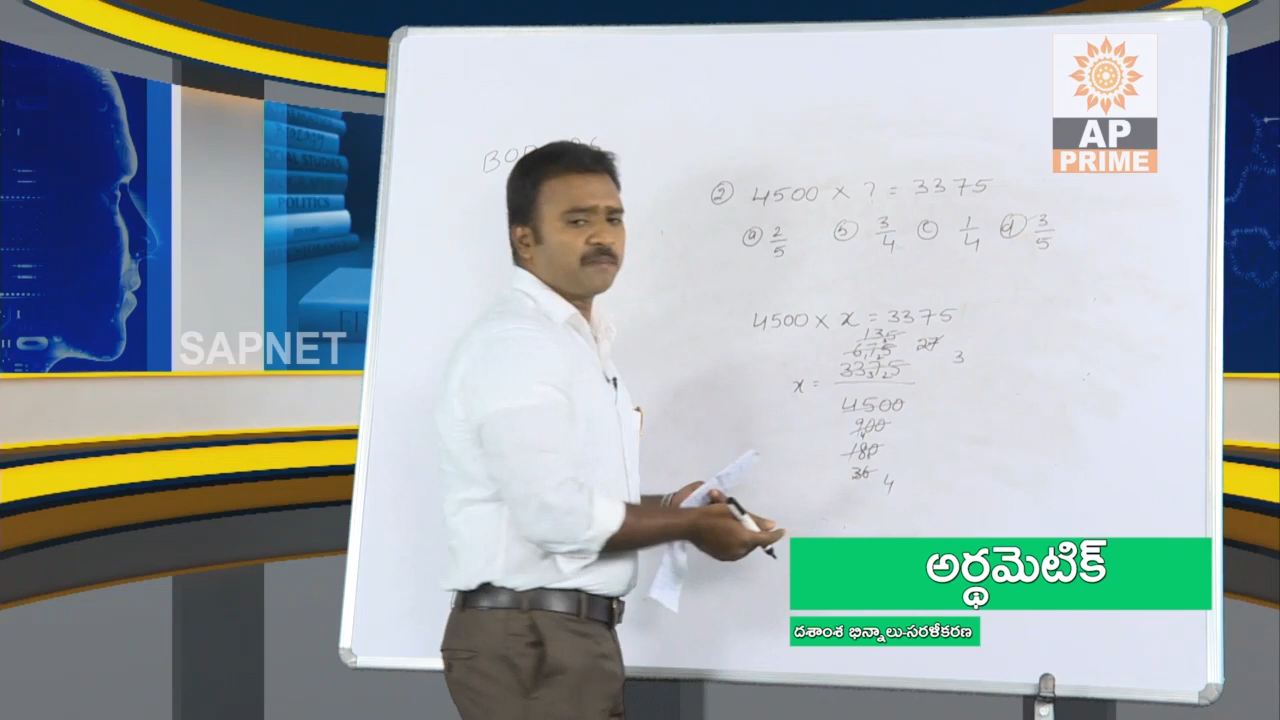 AP
PRIME
② 4500 × ? = 3375
ⓐ 2/5 ⓑ 3/4 ⓒ 1/4 ⓓ 3/5
SAPNET
POLITICS
4500 × x = 3375
135
675 27
3
x = 3375
4500
900
180
36 4
అర్థమెటిక్
దశాంశ భిన్నాలు-సరళీకరణ